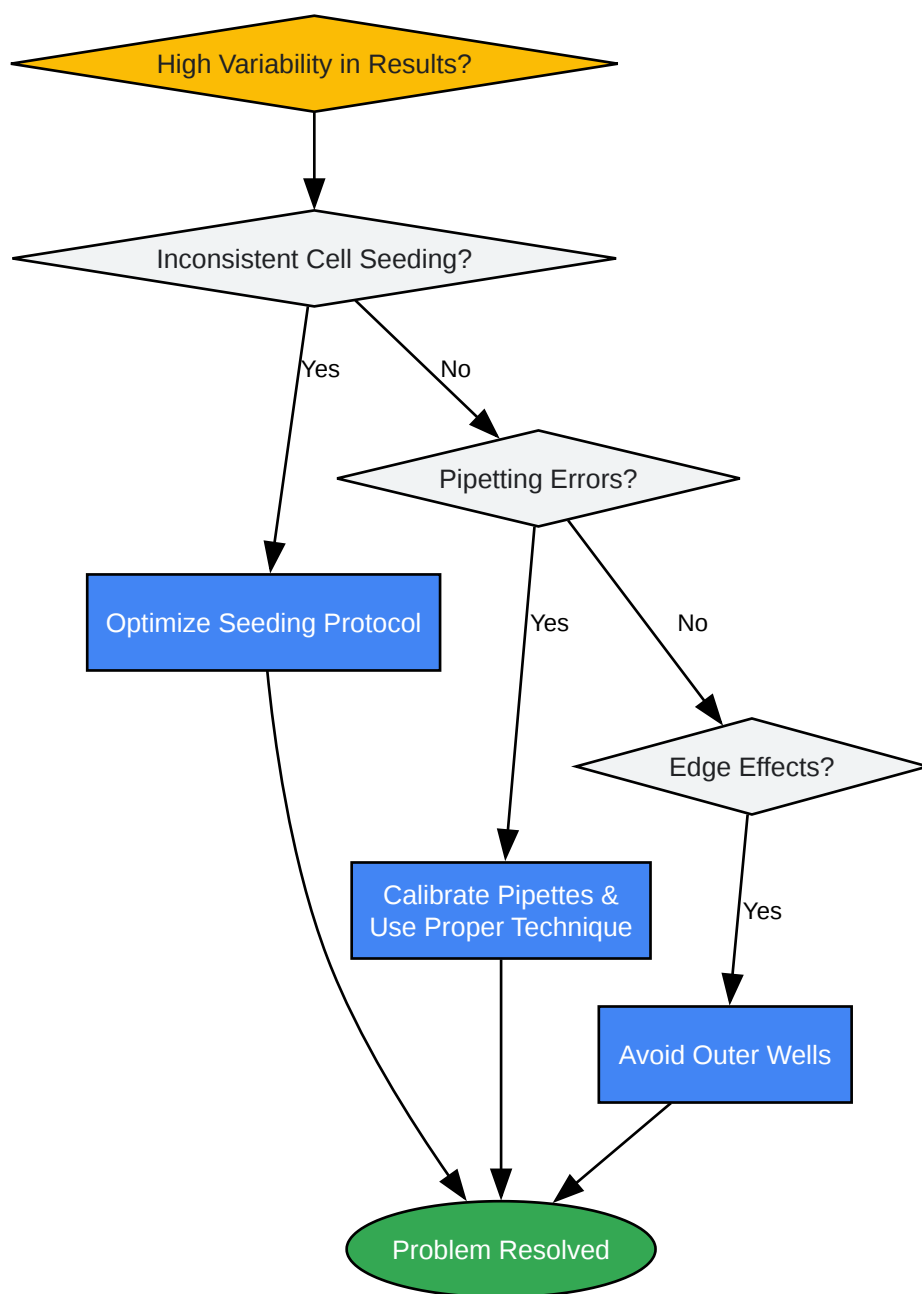 High Variability in Results?
Inconsistent Cell Seeding?
Yes
No
Pipetting Errors?
Optimize Seeding Protocol
Yes
No
Edge Effects?
Calibrate Pipettes &
Use Proper Technique
Yes
Avoid Outer Wells
Problem Resolved